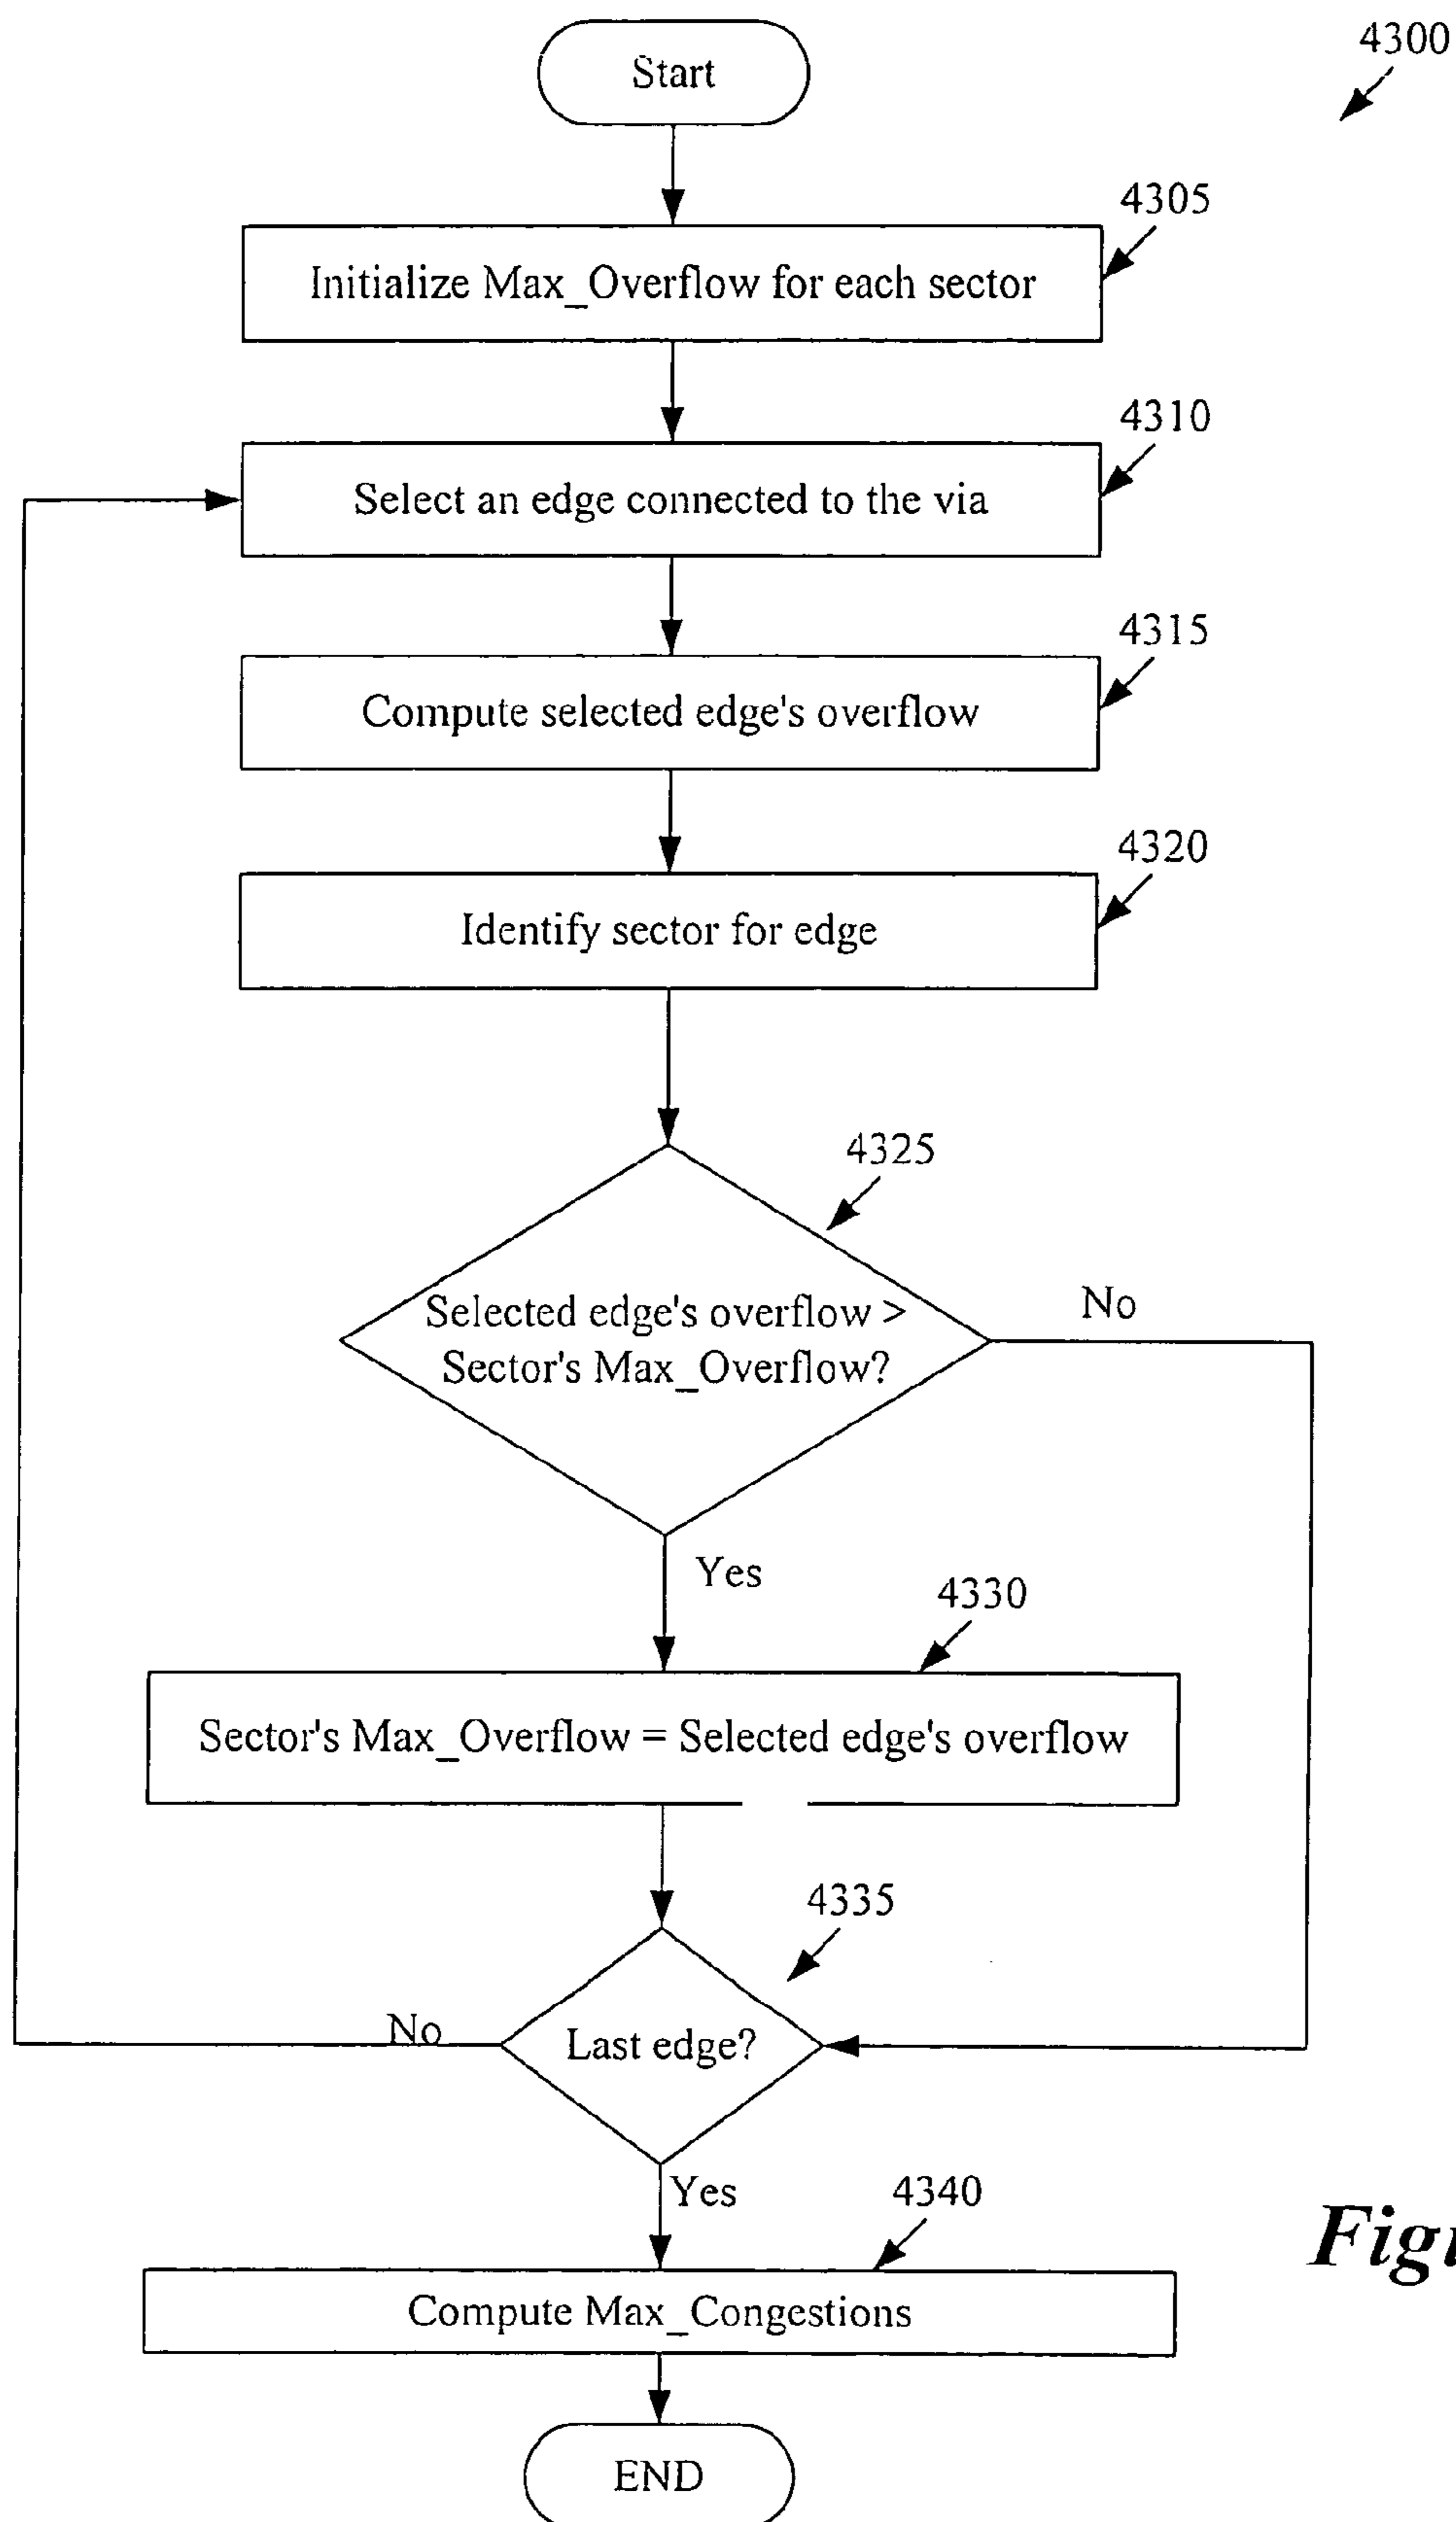 4300
Start
4305
Initialize Max_Overflow for each sector
4310
Select an edge connected to the via
4315
Compute selected edge's overflow
4320
Identify sector for edge
4325
Selected edge's overflow >
Sector's Max_Overflow?
No
Yes
4330
Sector's Max_Overflow = Selected edge's overflow
4335
No
Last edge?
Yes
4340
Compute Max_Congestions
END